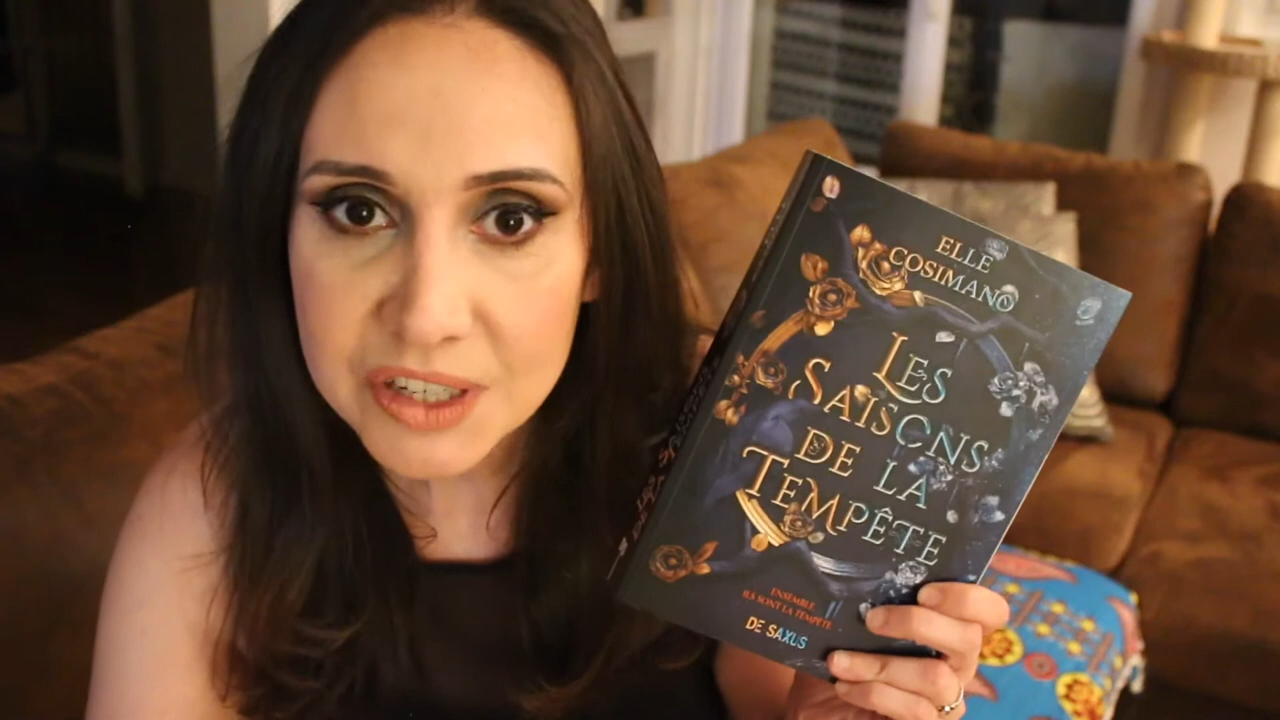 ELLE
COSIMANO
LES
SAISONS
DE LA
TEMPÊTE
ENSEMBLE
ILS SONT LA TEMPÊTE
DE SAXUS